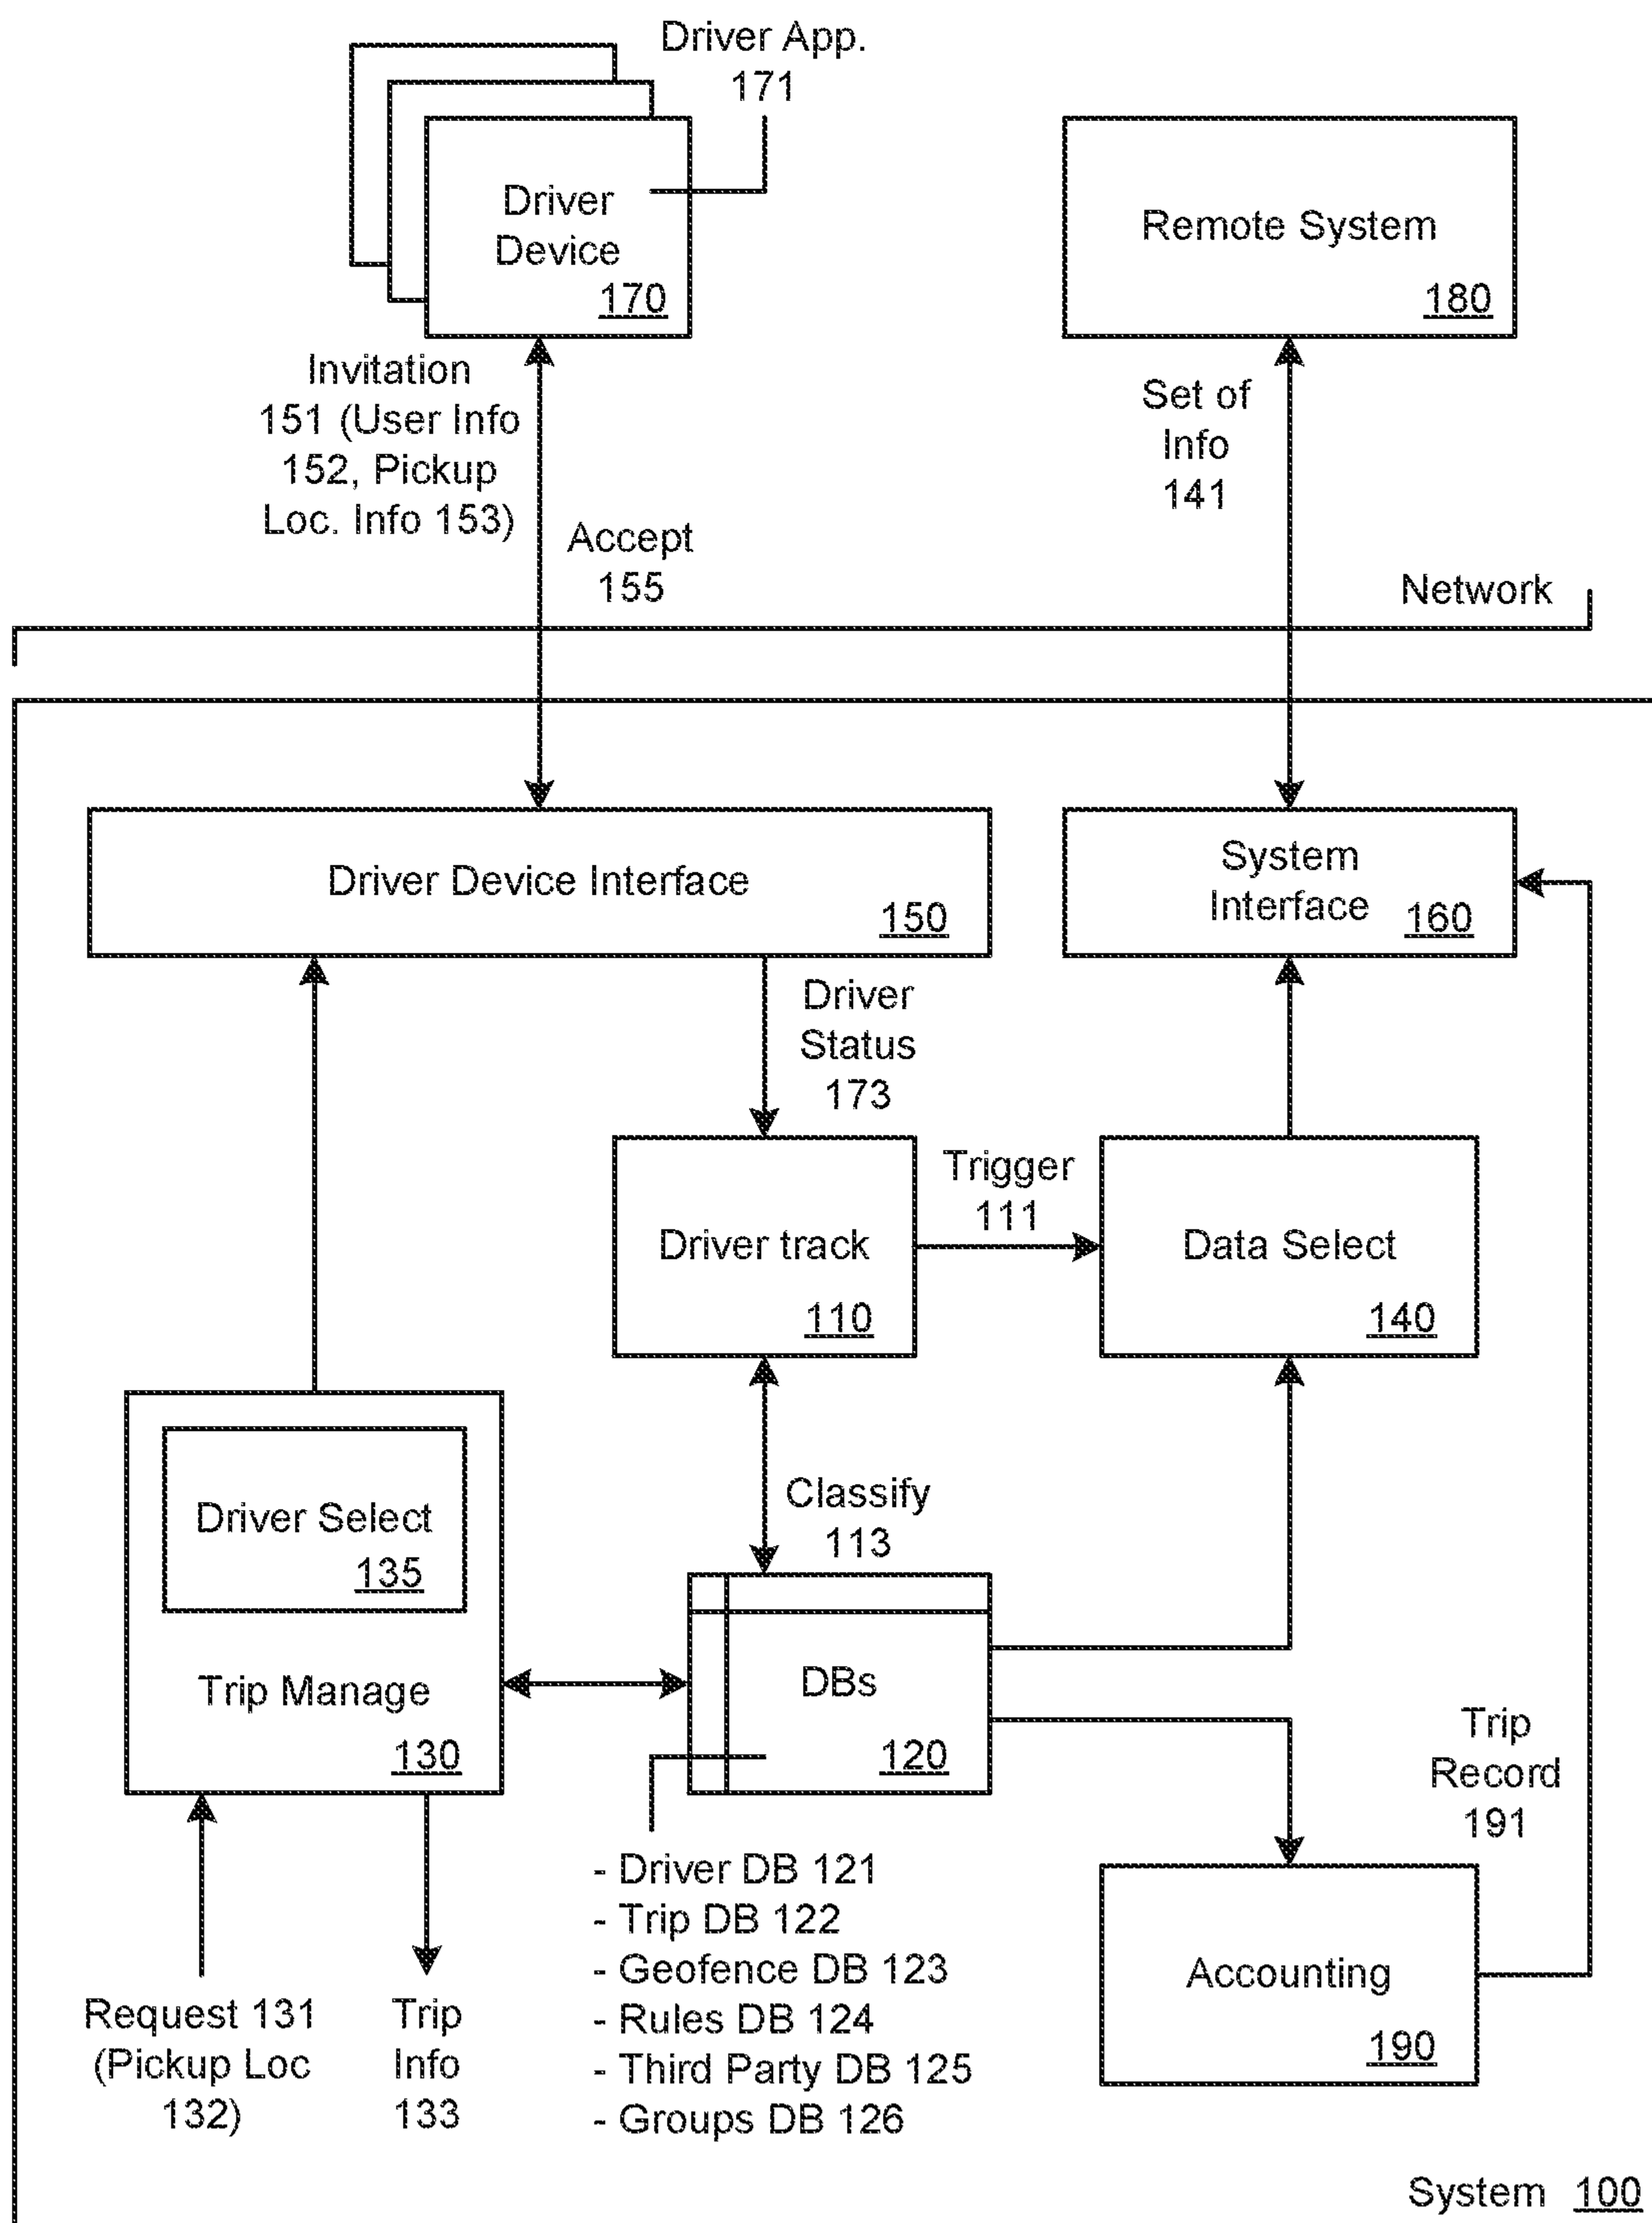 Driver App.
171
Driver
Device
170
Remote System
180
Invitation
151 (User Info
152, Pickup
Loc. Info 153)
Accept
155
Set of
Info
141
Network
Driver Device Interface
150
System
Interface
160
Driver
Status
173
Driver track
110
Trigger
111
Data Select
140
Driver Select
135
Trip Manage
130
Classify
113
DBs
120
Trip
Record
191
- Driver DB 121
- Trip DB 122
- Geofence DB 123
- Rules DB 124
- Third Party DB 125
- Groups DB 126
Accounting
190
Request 131
(Pickup Loc
132)
Trip
Info
133
System 100